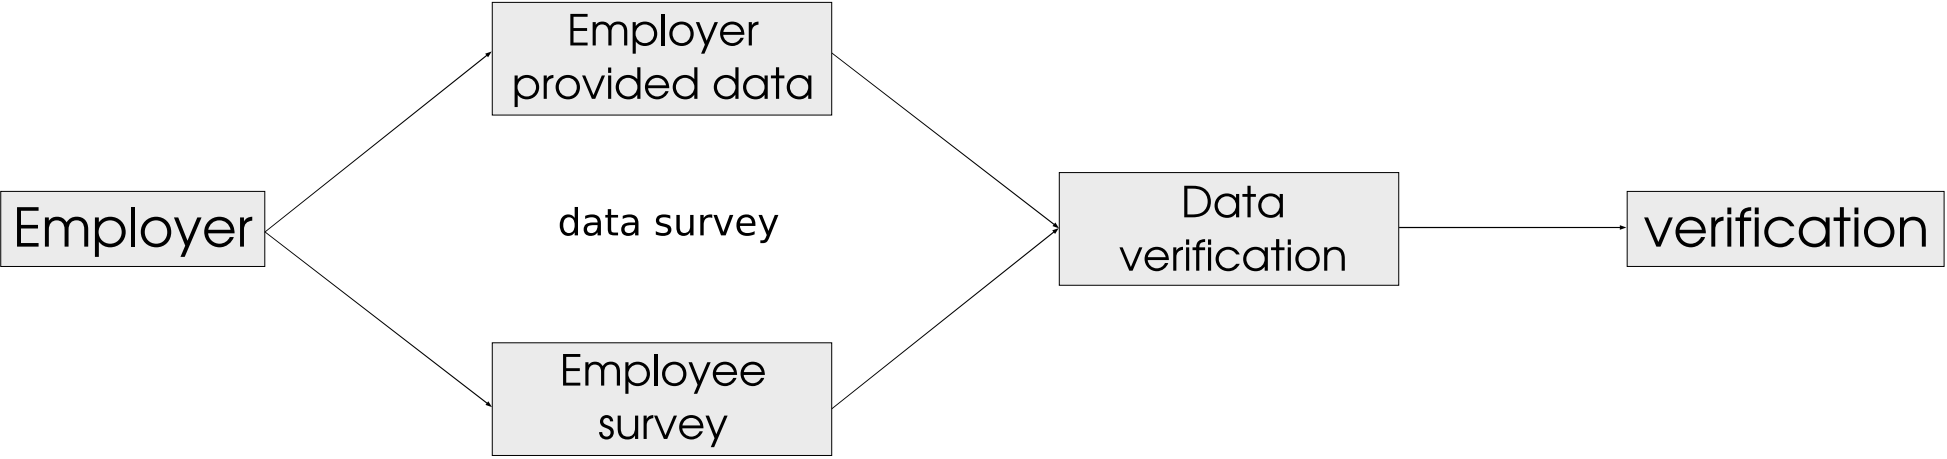 Employer
Employer
provided data
data survey
Employee
survey
Data
verification
verification